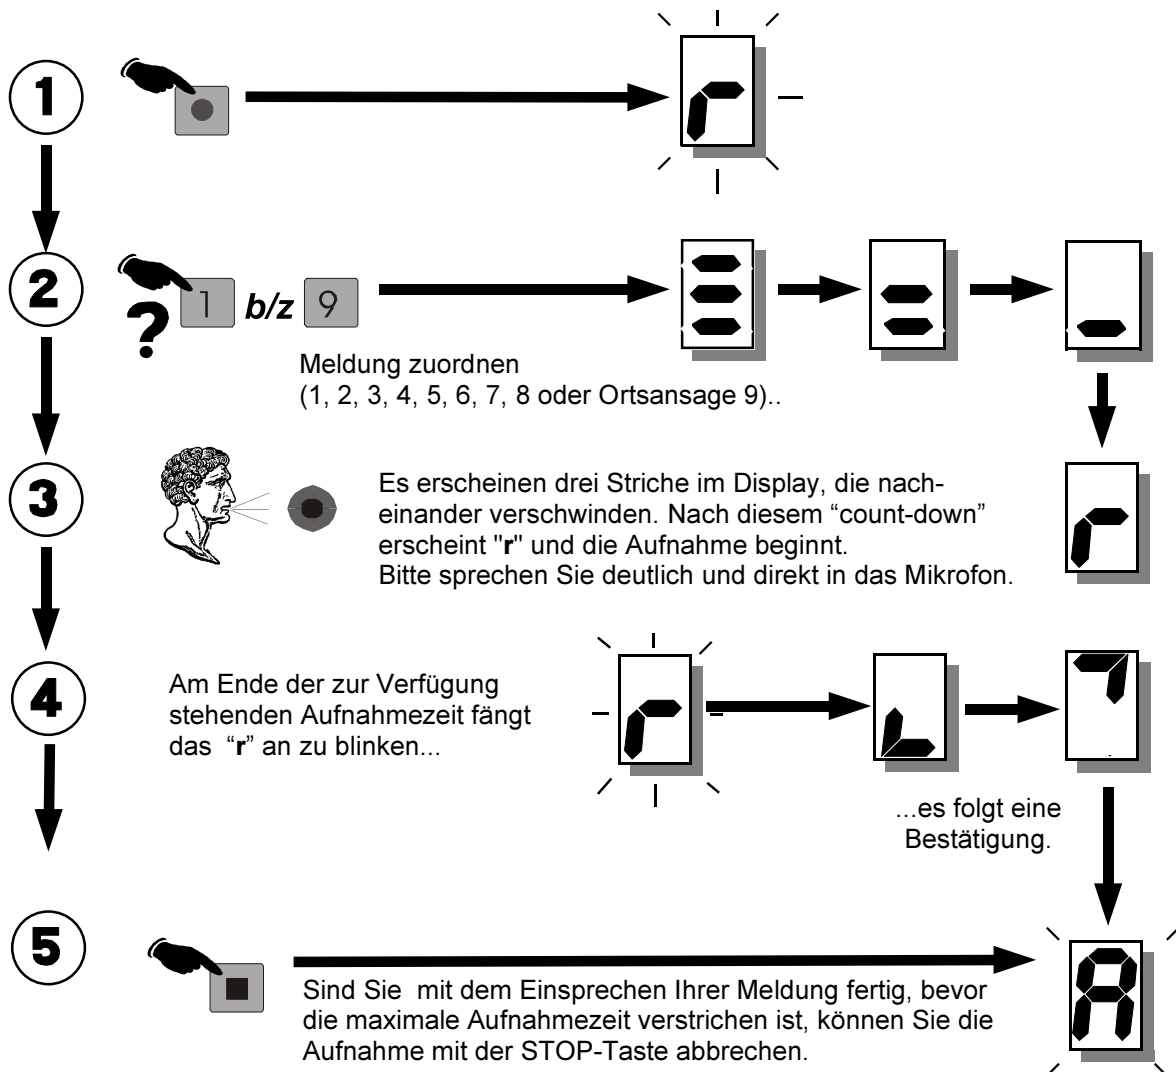 1
r
2
? 1 b/z 9
Meldung zuordnen
(1, 2, 3, 4, 5, 6, 7, 8 oder Ortsansage 9)..
3
Es erscheinen drei Striche im Display, die nach-
einander verschwinden. Nach diesem “count-down”
erscheint "r" und die Aufnahme beginnt.
Bitte sprechen Sie deutlich und direkt in das Mikrofon.
r
4
Am Ende der zur Verfügung
stehenden Aufnahmezeit fängt
das “r” an zu blinken...
r
...es folgt eine
Bestätigung.
5
Sind Sie mit dem Einsprechen Ihrer Meldung fertig, bevor
die maximale Aufnahmezeit verstrichen ist, können Sie die
Aufnahme mit der STOP-Taste abbrechen.
A